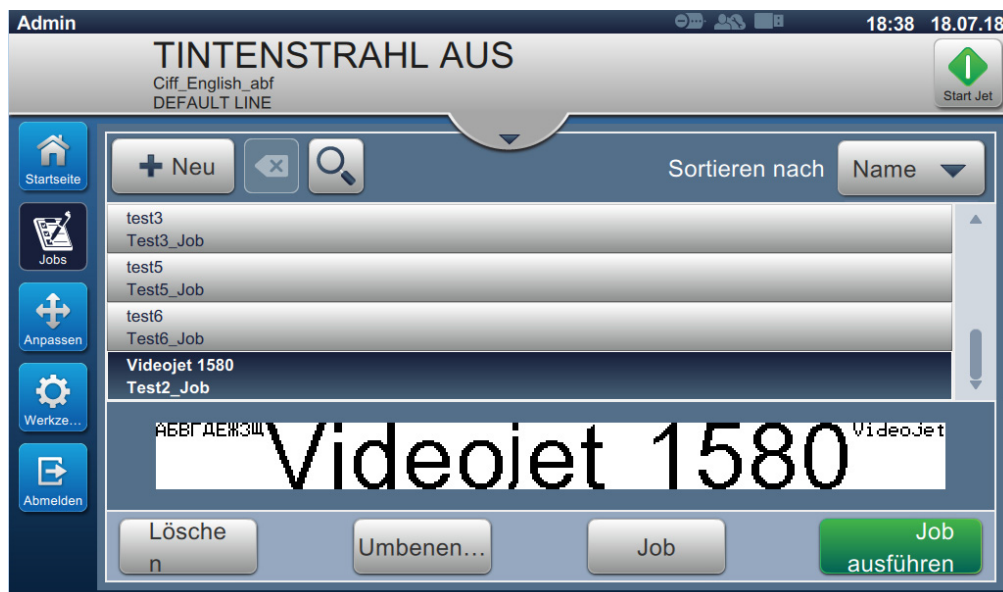 Admin
18:38 18.07.18
TINTENSTRAHL AUS
Ciff_English_abf
DEFAULT LINE
Start Jet
Startseite
Neu
Sortieren nach
Name
Jobs
test3
Test3_Job
test5
Test5_Job
Anpassen
test6
Test6_Job
Videojet 1580
Test2_Job
Werkze...
АБВГДЕЖЗЩ
Videojet 1580
Videojet
Abmelden
Lösche
n
Umbenen...
Job
Job
ausführen